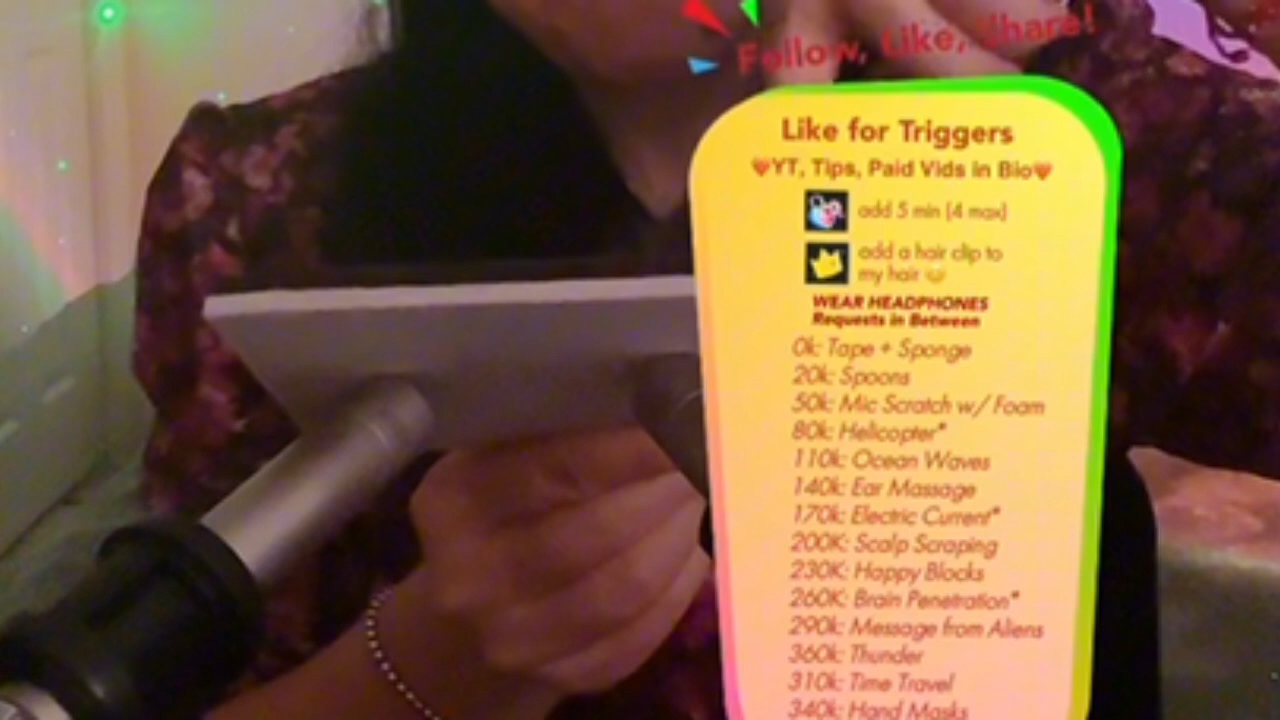 Follow, Like, Share!
Like for Triggers
YT, Tips, Paid Vids in Bio
add 5 min (4 max)
add a hair clip to
my hair
WEAR HEADPHONES
Requests in Between
0k: Tape + Sponge
20k: Spoons
50k: Mic Scratch w/ Foam
80k: Helicopter*
110k: Ocean Waves
140k: Ear Massage
170k: Electric Current*
200K: Scalp Scraping
230K: Happy Blocks
260K: Brain Penetration*
290k: Message from Aliens
360k: Thunder
310k: Time Travel
340k: Hand Masks